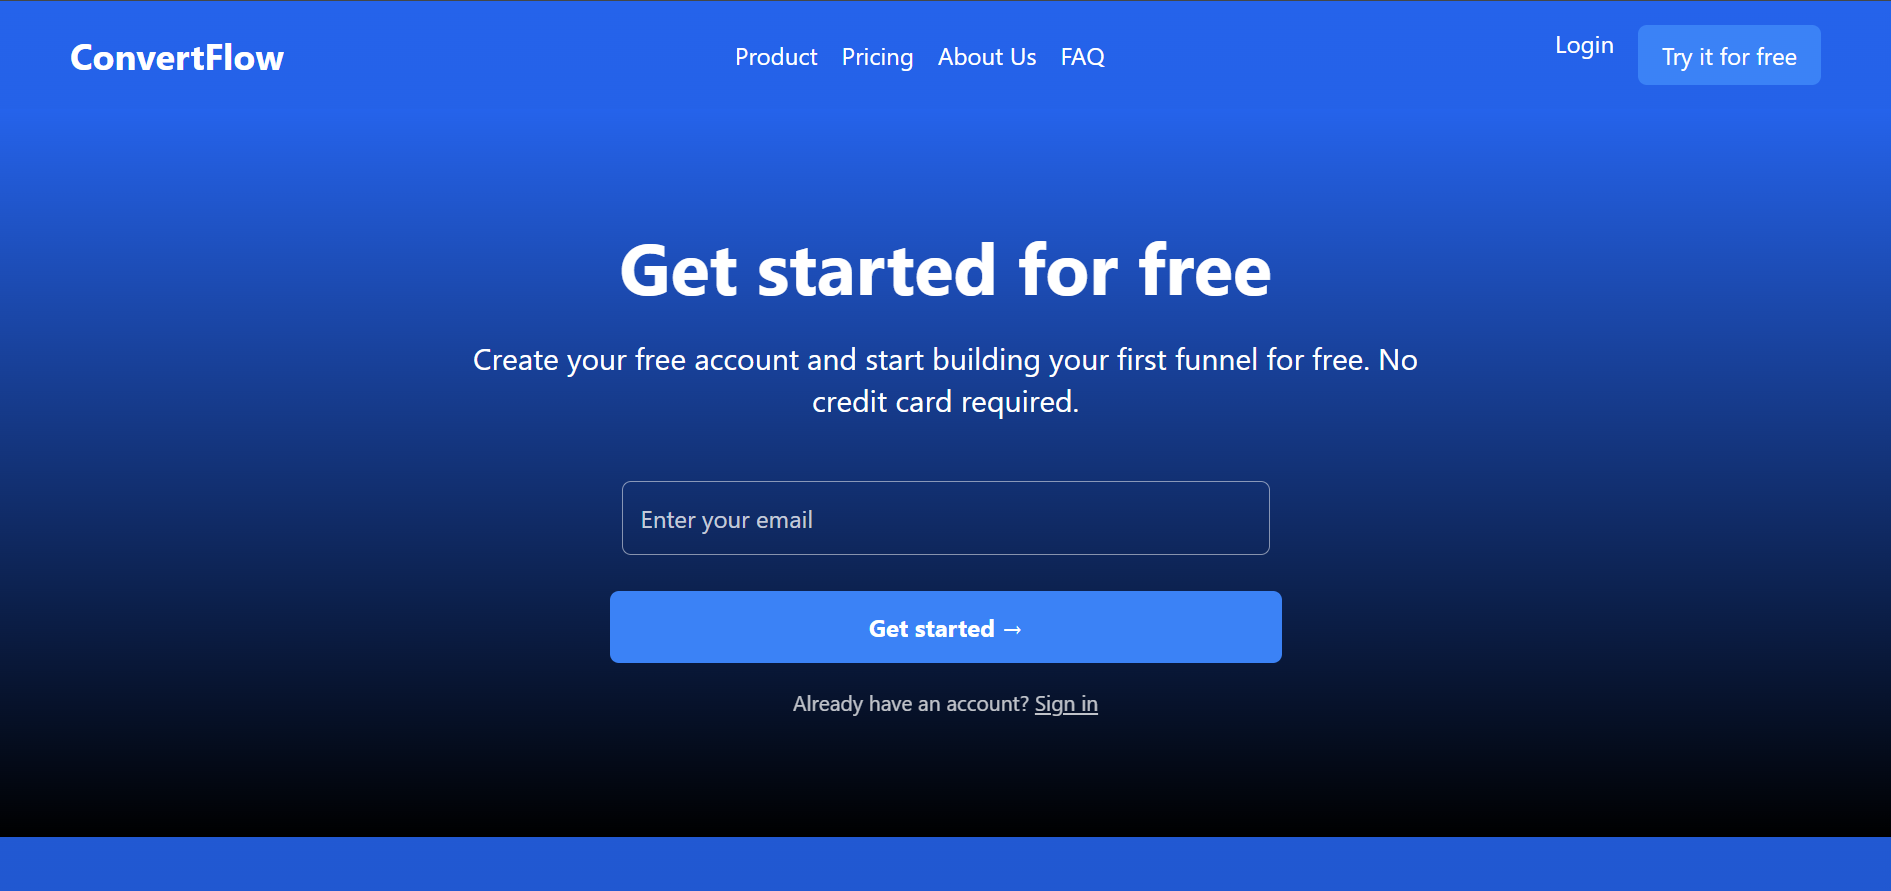 ConvertFlow
Product Pricing About Us FAQ
Login
Try it for free
Get started for free
Create your free account and start building your first funnel for free. No
credit card required.
Enter your email
Get started →
Already have an account? Sign in